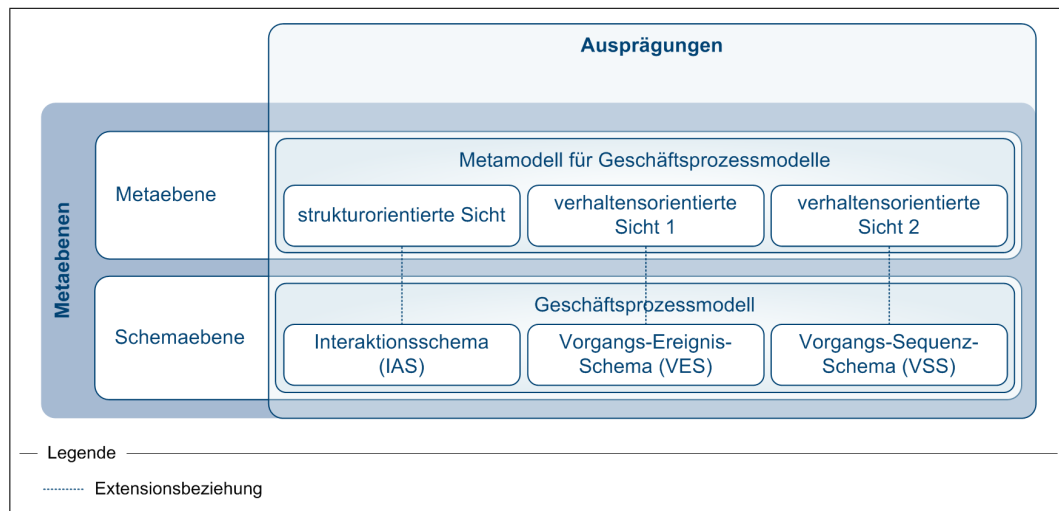 Ausprägungen
Metaebenen
Metaebene
Metamodell für Geschäftsprozessmodelle
strukturorientierte Sicht
verhaltensorientierte
Sicht 1
verhaltensorientierte
Sicht 2
Schemaebene
Geschäftsprozessmodell
Interaktionsschema
(IAS)
Vorgangs-Ereignis-
Schema (VES)
Vorgangs-Sequenz-
Schema (VSS)
Legende
Extensionsbeziehung